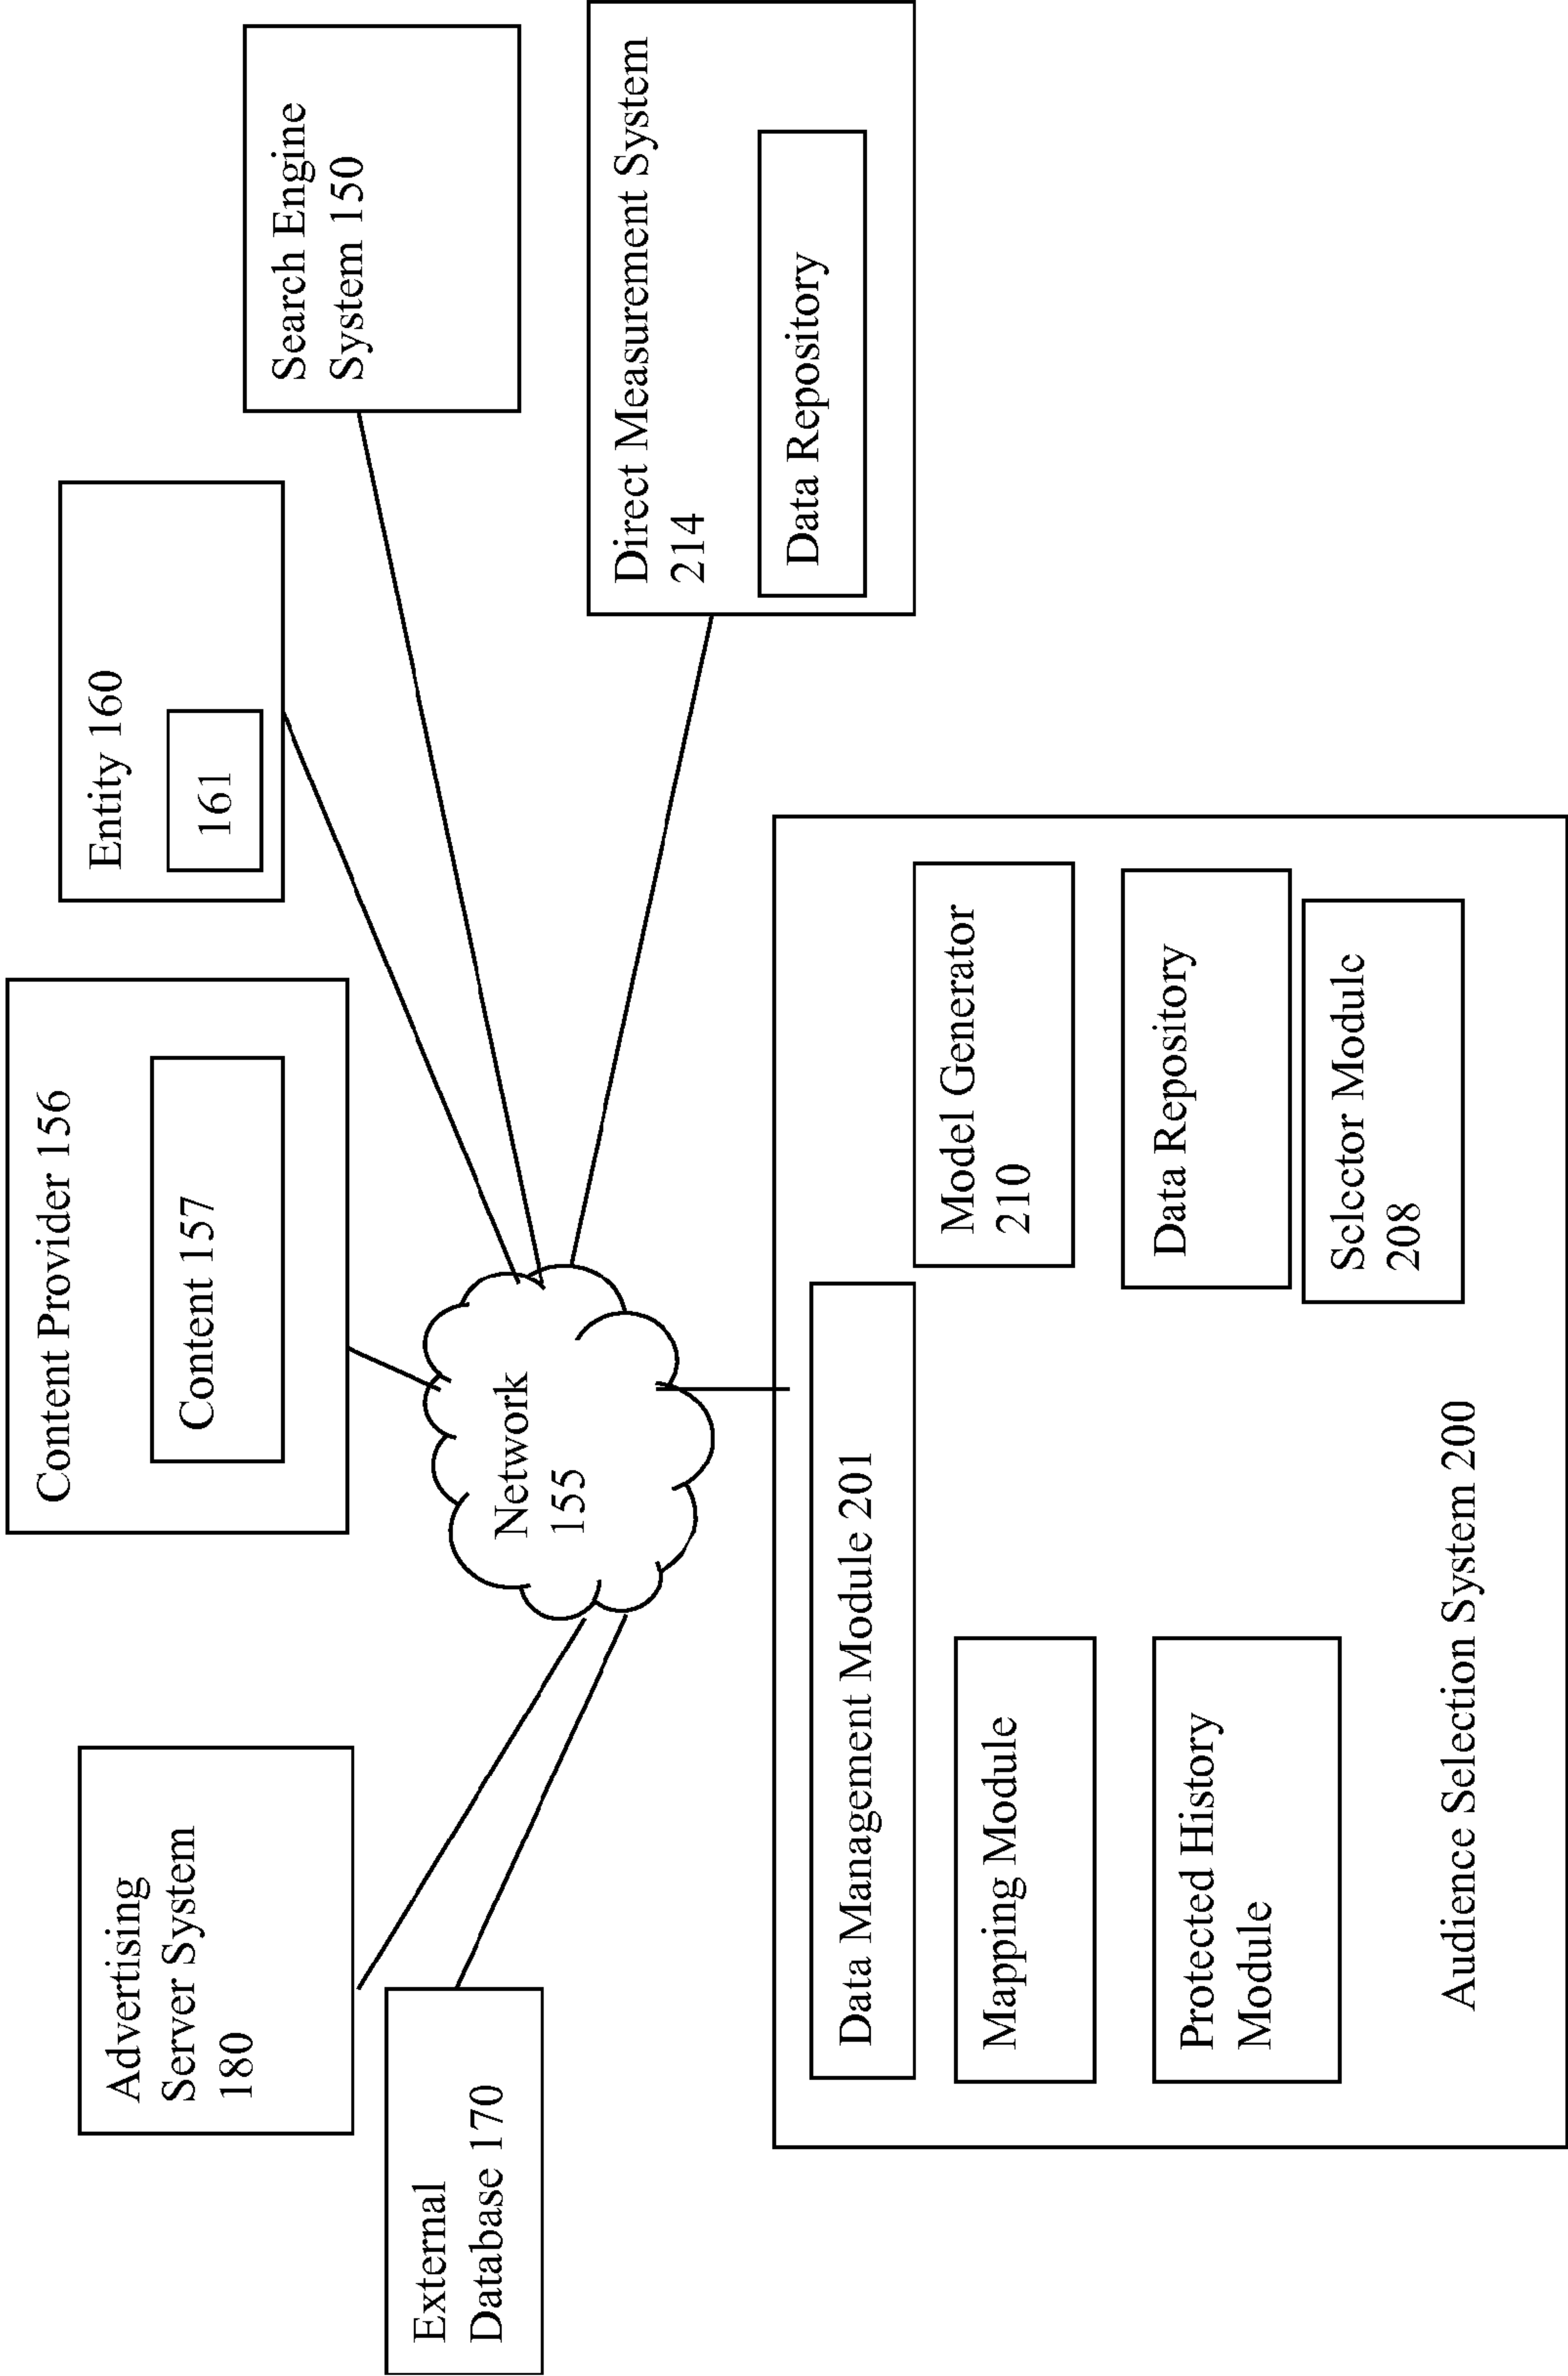 Advertising
Server System
180
External
Database 170
Content Provider 156
Content 157
Entity 160
161
Search Engine
System 150
Network
155
Direct Measurement System
214
Data Repository
Data Management Module 201
Mapping Module
Protected History
Module
Model Generator
210
Data Repository
Selector Module
208
Audience Selection System 200